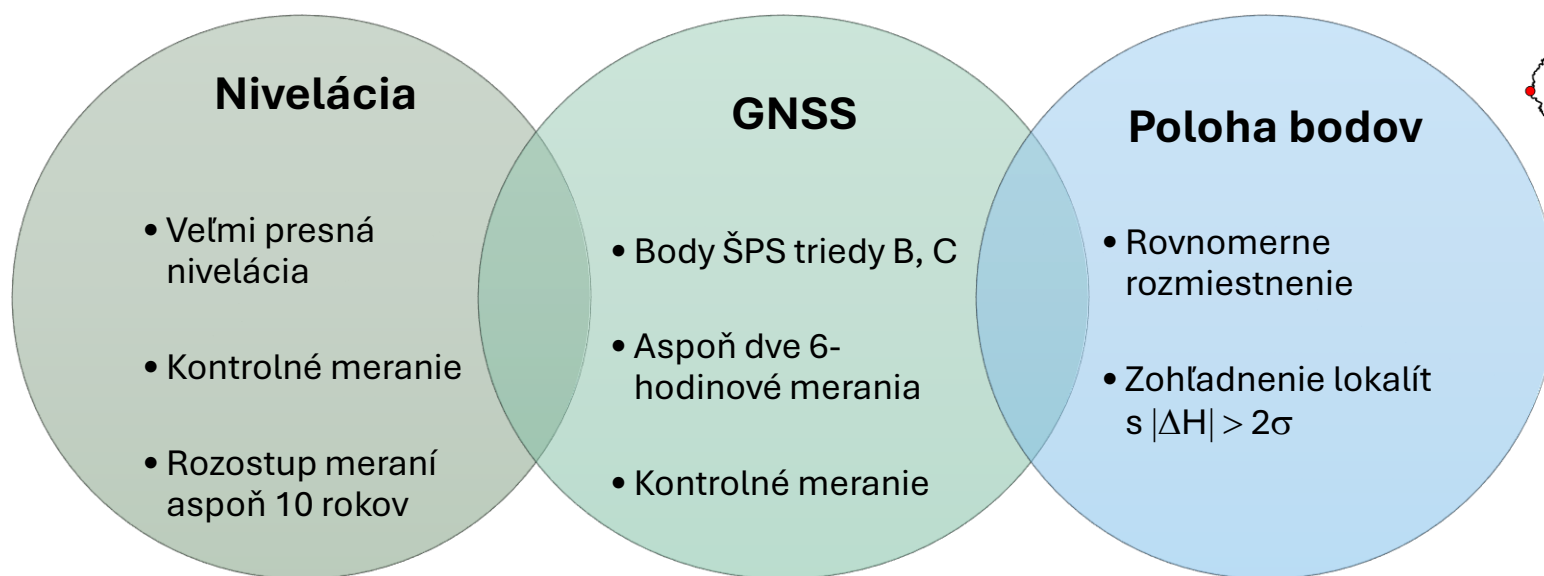 Nivelácia
• Veľmi presná
nivelácia
• Kontrolné meranie
• Rozostup meraní
aspoň 10 rokov
GNSS
• Body ŠPS triedy B, C
• Aspoň dve 6-
hodinové merania
• Kontrolné meranie
Poloha bodov
• Rovnomerne
rozmiestnenie
• Zohľadnenie lokalít
s |ΔH| > 2σ